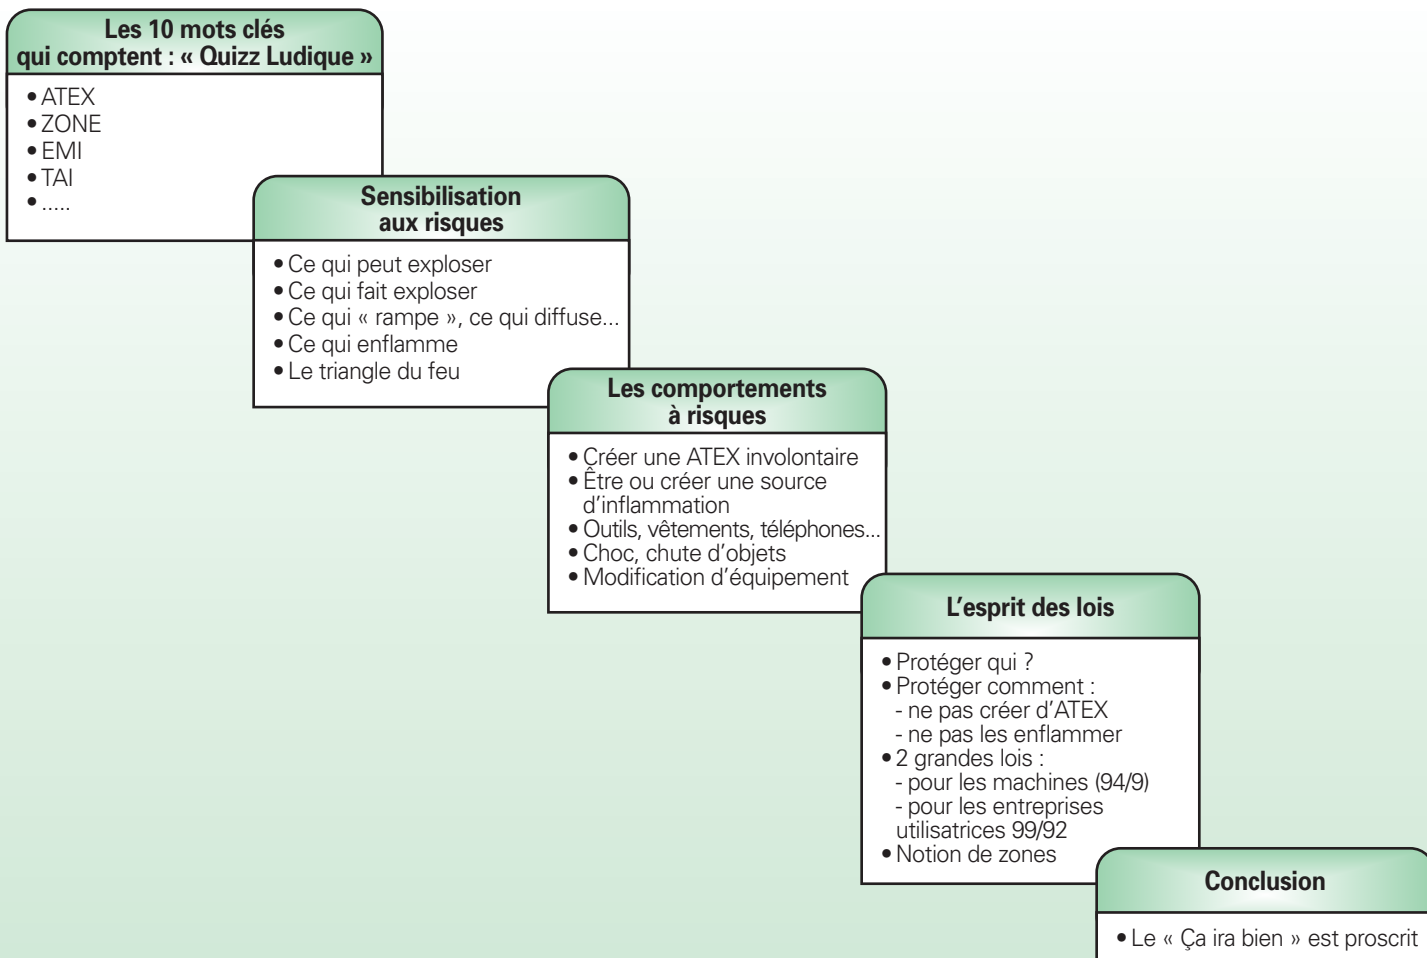 Les 10 mots clés
qui comptent : « Quizz Ludique »
• ATEX
• ZONE
• EMI
• TAI
• .....
Sensibilisation
aux risques
• Ce qui peut exploser
• Ce qui fait exploser
• Ce qui « rampe », ce qui diffuse...
• Ce qui enflamme
• Le triangle du feu
Les comportements
à risques
• Créer une ATEX involontaire
• Être ou créer une source
d’inflammation
• Outils, vêtements, téléphones...
• Choc, chute d’objets
• Modification d’équipement
L’esprit des lois
• Protéger qui ?
• Protéger comment :
- ne pas créer d’ATEX
- ne pas les enflammer
• 2 grandes lois :
- pour les machines (94/9)
- pour les entreprises
utilisatrices 99/92
• Notion de zones
Conclusion
• Le « Ça ira bien » est proscrit